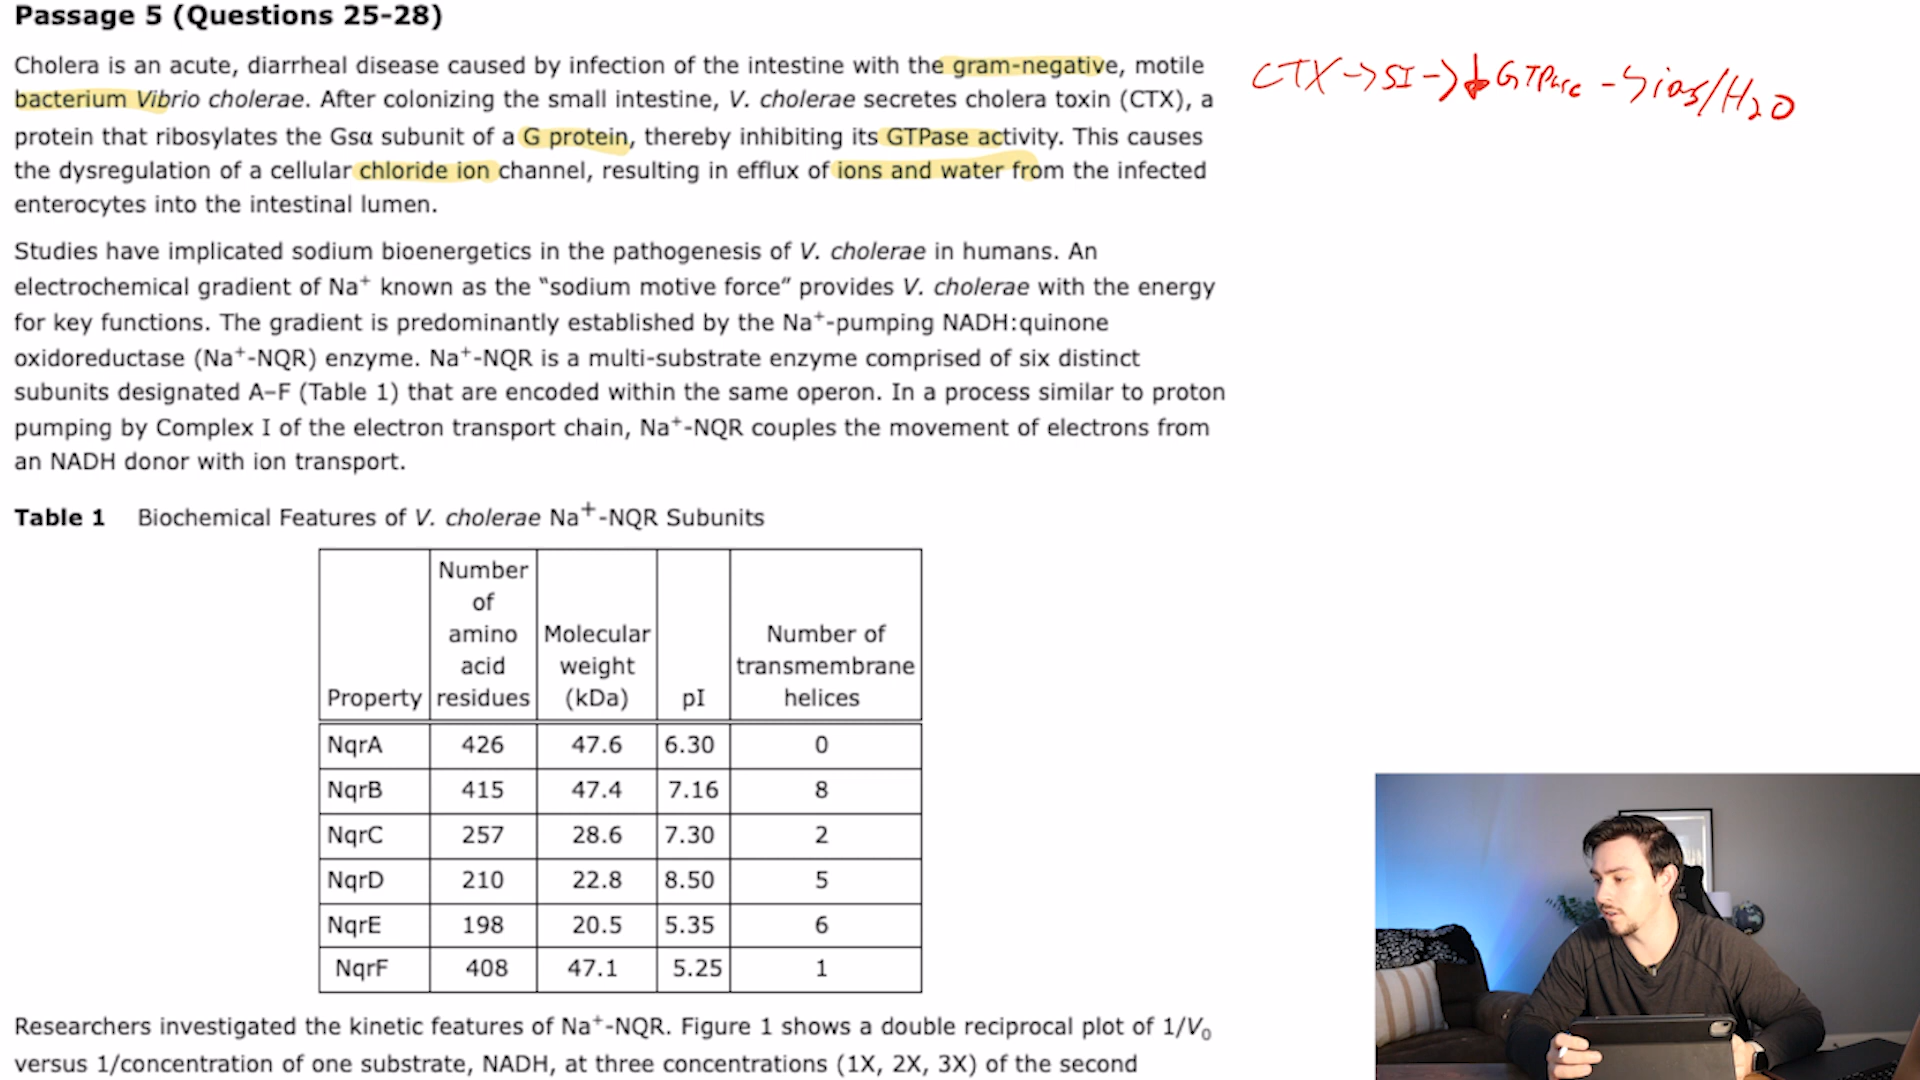 Passage 5 (Questions 25-28)
CTX → SI → ↓ GTPase → ions/H2O
Cholera is an acute, diarrheal disease caused by infection of the intestine with the gram-negative, motile
bacterium Vibrio cholerae. After colonizing the small intestine, V. cholerae secretes cholera toxin (CTX), a
protein that ribosylates the Gsα subunit of a G protein, thereby inhibiting its GTPase activity. This causes
the dysregulation of a cellular chloride ion channel, resulting in efflux of ions and water from the infected
enterocytes into the intestinal lumen.
Studies have implicated sodium bioenergetics in the pathogenesis of V. cholerae in humans. An
electrochemical gradient of Na⁺ known as the “sodium motive force” provides V. cholerae with the energy
for key functions. The gradient is predominantly established by the Na⁺-pumping NADH:quinone
oxidoreductase (Na⁺-NQR) enzyme. Na⁺-NQR is a multi-substrate enzyme comprised of six distinct
subunits designated A–F (Table 1) that are encoded within the same operon. In a process similar to proton
pumping by Complex I of the electron transport chain, Na⁺-NQR couples the movement of electrons from
an NADH donor with ion transport.
Table 1 Biochemical Features of V. cholerae Na⁺-NQR Subunits
Property Number of amino acid residues Molecular weight (kDa) pI Number of transmembrane helices
NqrA 426 47.6 6.30 0
NqrB 415 47.4 7.16 8
NqrC 257 28.6 7.30 2
NqrD 210 22.8 8.50 5
NqrE 198 20.5 5.35 6
NqrF 408 47.1 5.25 1
Researchers investigated the kinetic features of Na⁺-NQR. Figure 1 shows a double reciprocal plot of 1/V₀
versus 1/concentration of one substrate, NADH, at three concentrations (1X, 2X, 3X) of the second